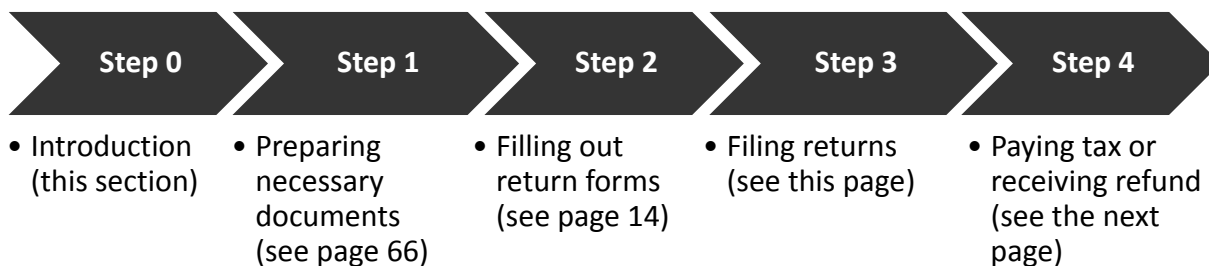 Step 0
Step 1
Step 2
Step 3
Step 4
• Introduction
(this section)
• Preparing
necessary
documents
(see page 66)
• Filling out
return forms
(see page 14)
• Filing returns
(see this page)
• Paying tax or
receiving refund
(see the next
page)